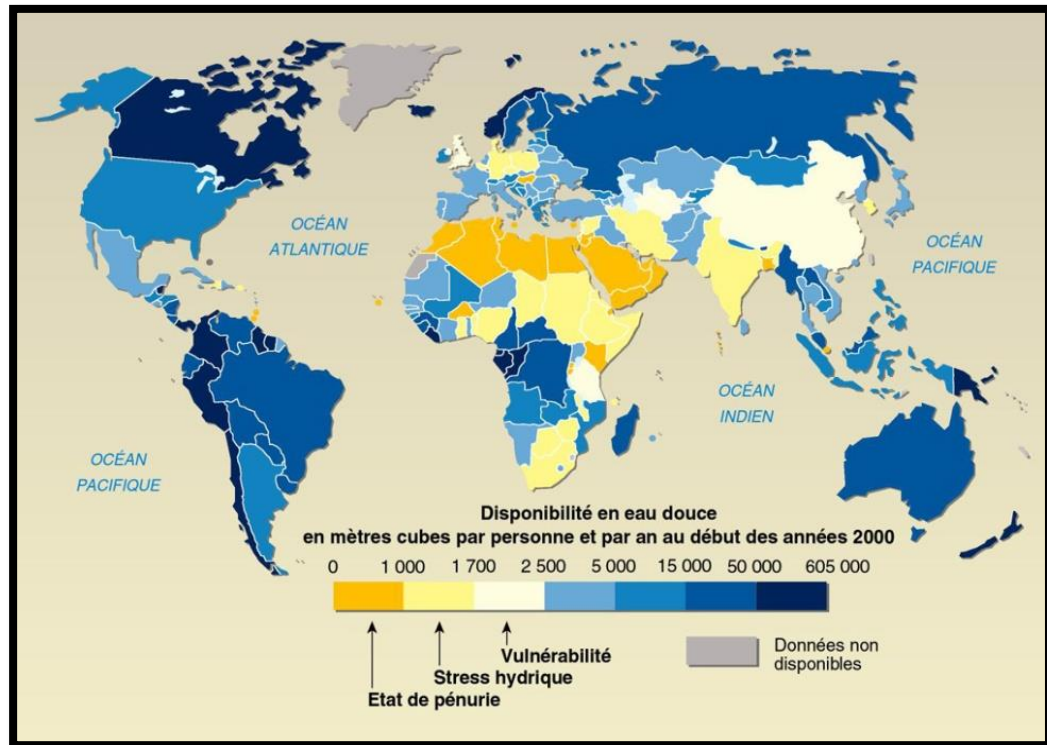 OCÉAN
ATLANTIQUE
OCÉAN
PACIFIQUE
OCÉAN
INDIEN
OCÉAN
PACIFIQUE
Disponibilité en eau douce
en mètres cubes par personne et par an au début des années 2000
0 1 000 1 700 2 500 5 000 15 000 50 000 605 000
Données non
disponibles
Vulnérabilité
Stress hydrique
Etat de pénurie